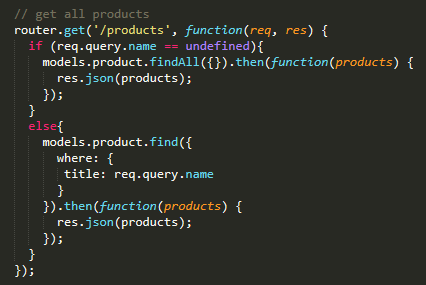 // get all products
router.get('/products', function(req, res) {
  if (req.query.name == undefined){
    models.product.findAll({}).then(function(products) {
      res.json(products);
    });
  }
  else{
    models.product.find({
      where: {
       title: req.query.name
      }
    }).then(function(products) {
      res.json(products);
    });
  }
});